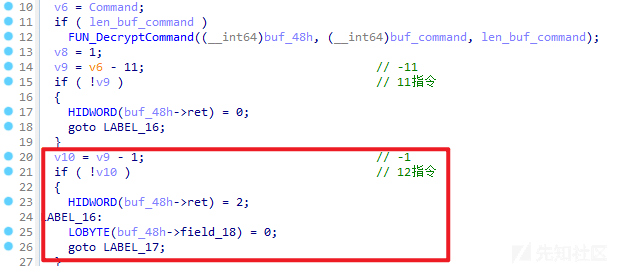 10 v6 = Command;
11 if ( len_buf_command )
12 FUN_DecryptCommand((__int64)buf_48h, (__int64)buf_command, len_buf_command);
13 v8 = 1;
14 v9 = v6 - 11; // -11
15 if ( !v9 ) // 11指令
16 {
17 HIDWORD(buf_48h->ret) = 0;
18 goto LABEL_16;
19 }
20 v10 = v9 - 1; // -1
21 if ( !v10 ) // 12指令
22 {
23 HIDWORD(buf_48h->ret) = 2;
24 LABEL_16:
25 LOBYTE(buf_48h->field_18) = 0;
26 goto LABEL_17;
27 }
先知社区